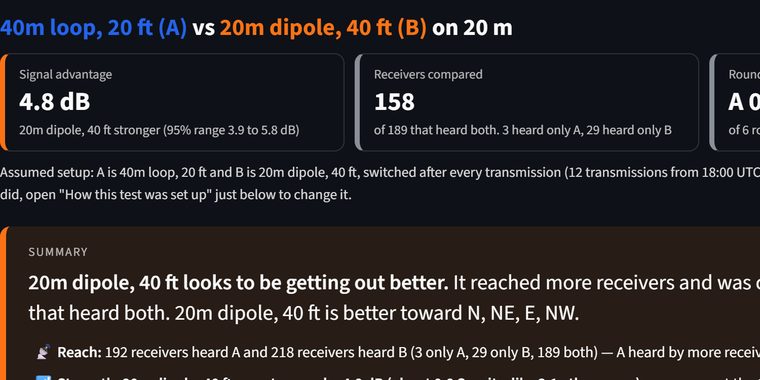 40m loop, 20 ft (A) vs 20m dipole, 40 ft (B) on 20 m
Signal advantage
4.8 dB
20m dipole, 40 ft stronger (95% range 3.9 to 5.8 dB)
Receivers compared
158
of 189 that heard both. 3 heard only A, 29 heard only B
A 0
of 6 ro
Assumed setup: A is 40m loop, 20 ft and B is 20m dipole, 40 ft, switched after every transmission (12 transmissions from 18:00 UTC
did, open "How this test was set up" just below to change it.
SUMMARY
20m dipole, 40 ft looks to be getting out better. It reached more receivers and was
that heard both. 20m dipole, 40 ft is better toward N, NE, E, NW.
Reach: 192 receivers heard A and 218 receivers heard B (3 only A, 29 only B, 189 both) — A heard by more